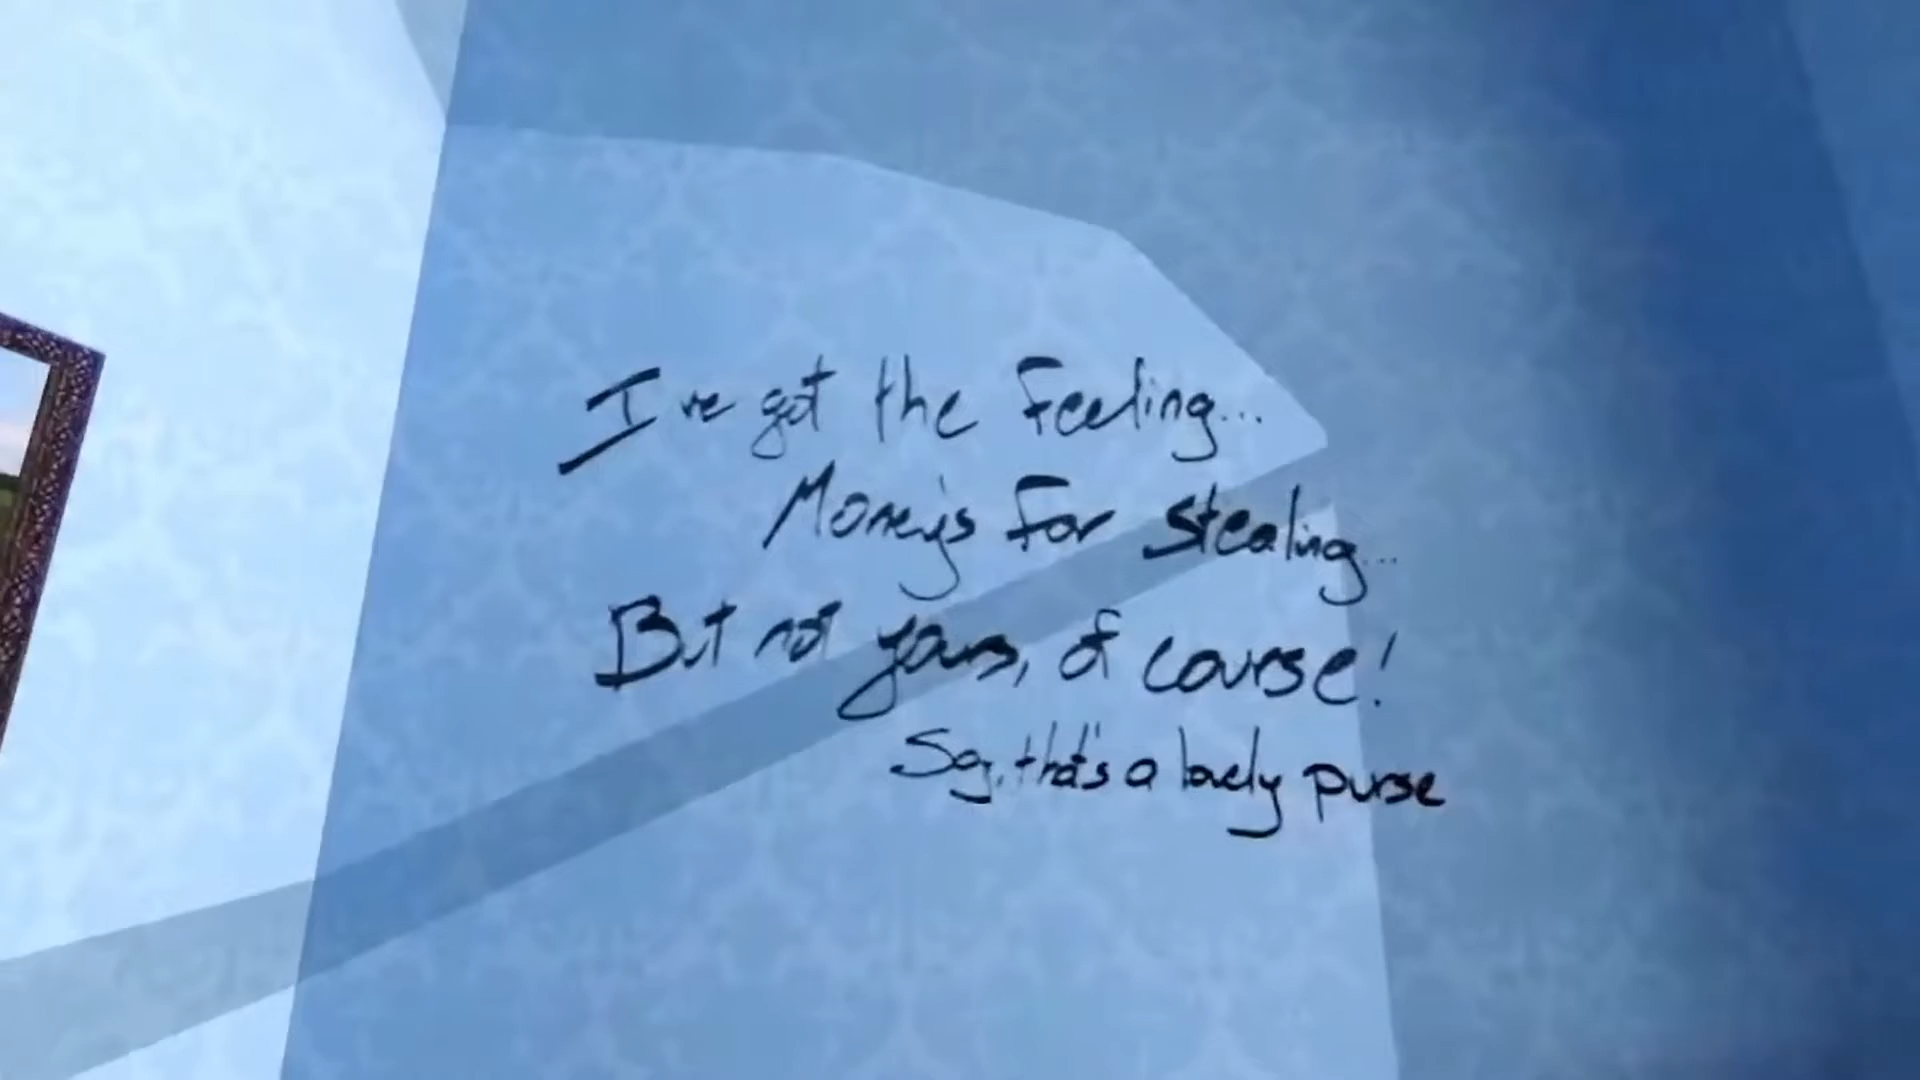 I've got the feeling...
Money's for stealing...
But not yours, of course!
Say, that's a lovely purse